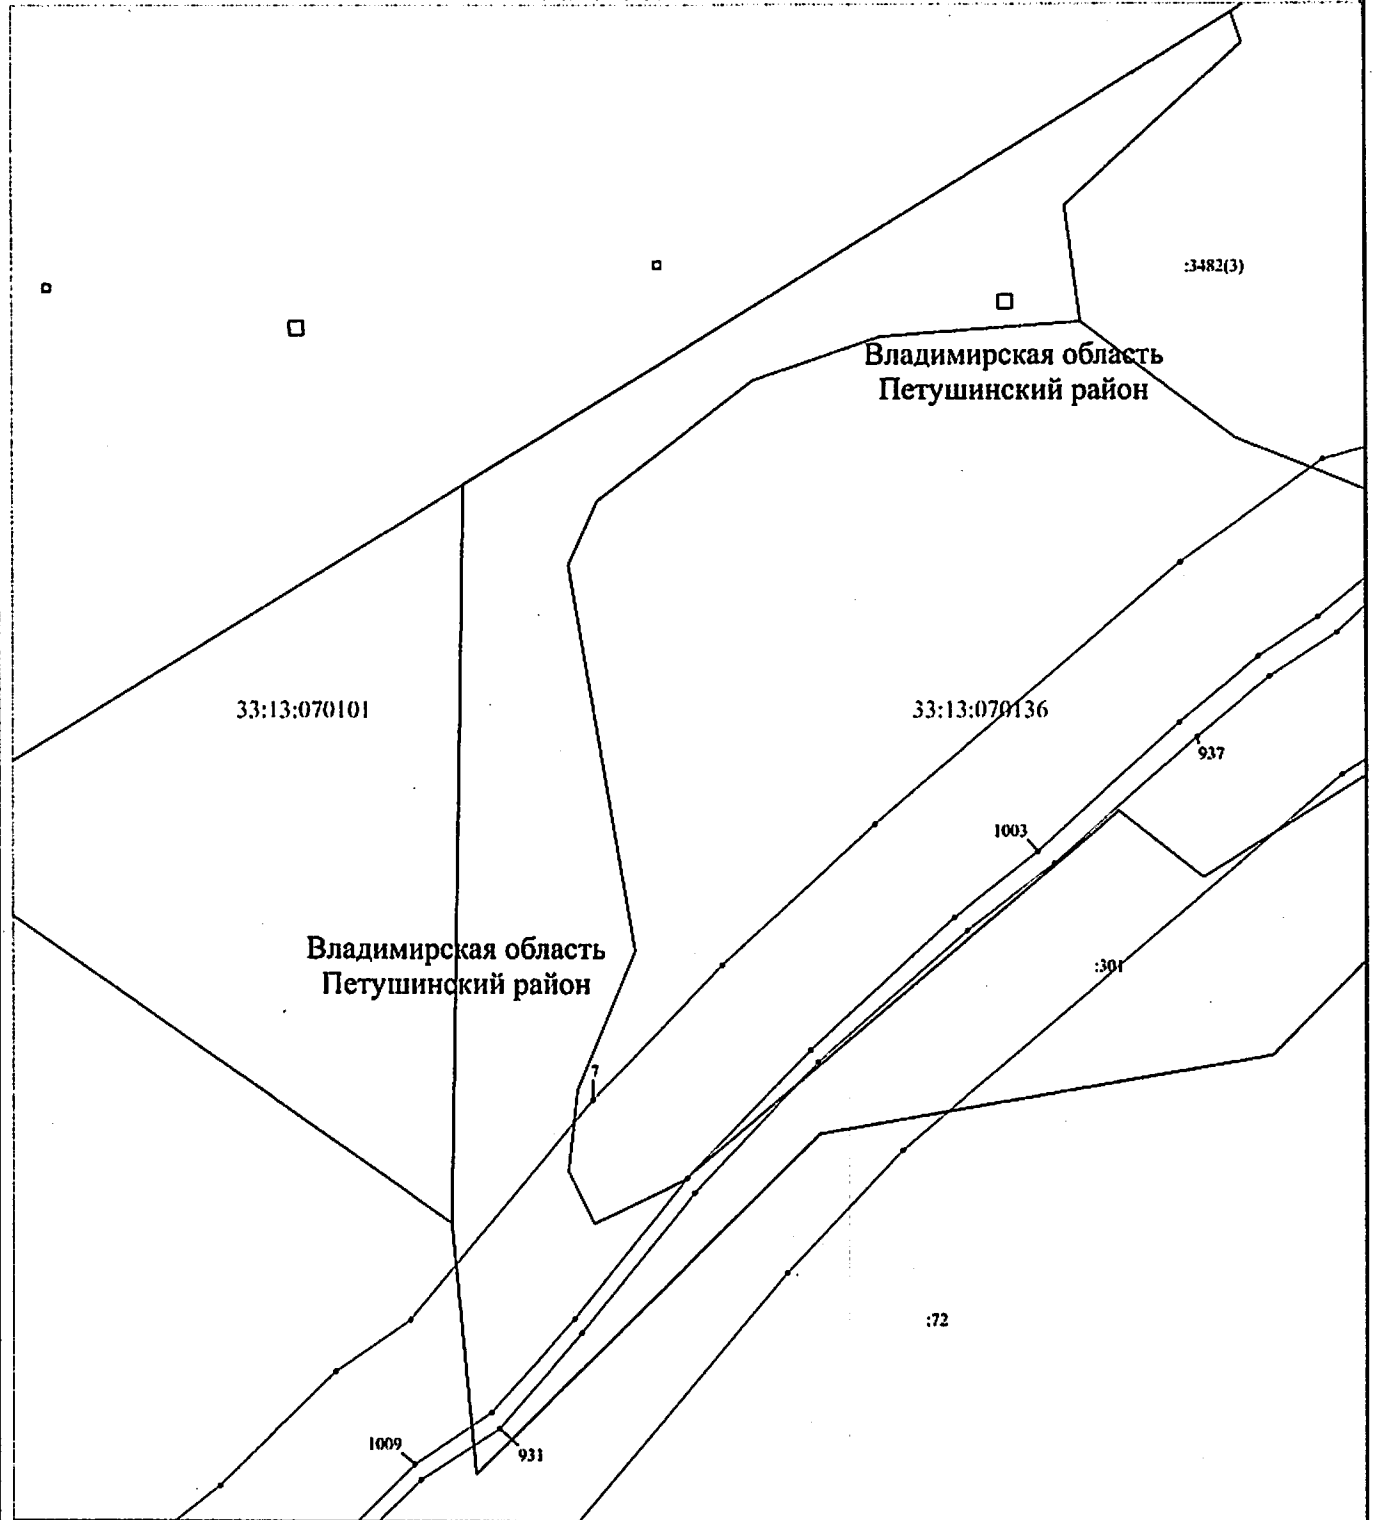 :3482(3)
Владимирская область
Петушинский район
33:13:070101
33:13:070136
937
1003
Владимирская область
Петушинский район
:301
7
:72
1009
931